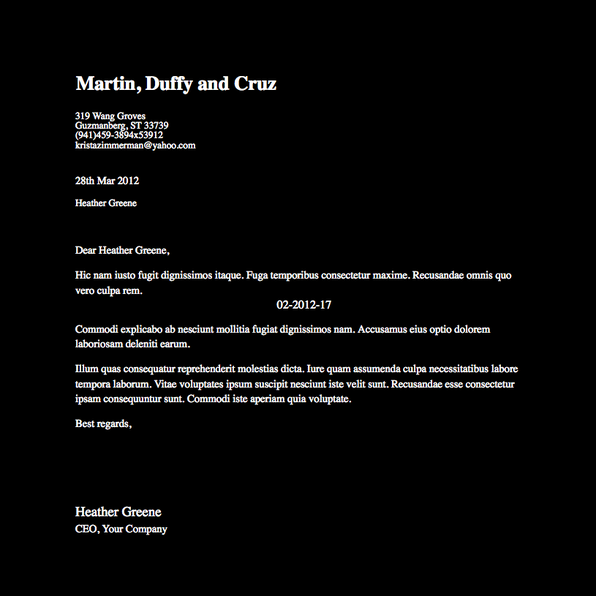 Martin, Duffy and Cruz
319 Wang Groves
Guzmanberg, ST 33739
(941)459-3894x53912
kristazimmerman@yahoo.com
28th Mar 2012
Heather Greene
Dear Heather Greene,
Hic nam iusto fugit dignissimos itaque. Fuga temporibus consectetur maxime. Recusandae omnis quo
vero culpa rem.
02-2012-17
Commodi explicabo ab nesciunt mollitia fugiat dignissimos nam. Accusamus eius optio dolorem
laboriosam deleniti earum.
Illum quas consequatur reprehenderit molestias dicta. Iure quam assumenda culpa necessitatibus labore
tempora laborum. Vitae voluptates ipsum suscipit nesciunt iste velit sunt. Recusandae esse consectetur
ipsam consequuntur sunt. Commodi iste aperiam quia voluptate.
Best regards,
Heather Greene
CEO, Your Company